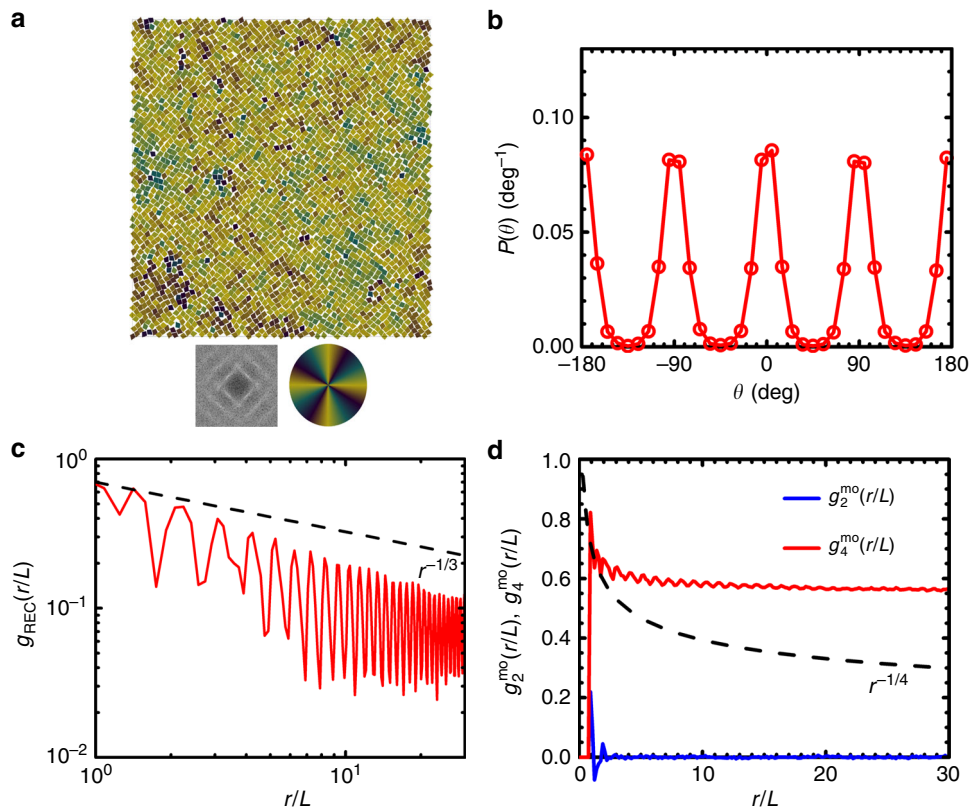 a
b
0.10
0.05
0.00
P(θ) (deg⁻¹)
−180
−90
0
90
180
θ (deg)
c
10⁰
10⁻¹
10⁻²
g_REC(r/L)
r^−1/3
10⁰
10¹
r/L
d
1.0
0.8
0.6
0.4
0.2
0.0
g₂^mo(r/L), g₄^mo(r/L)
g₂^mo(r/L)
g₄^mo(r/L)
r^−1/4
0
10
20
30
r/L